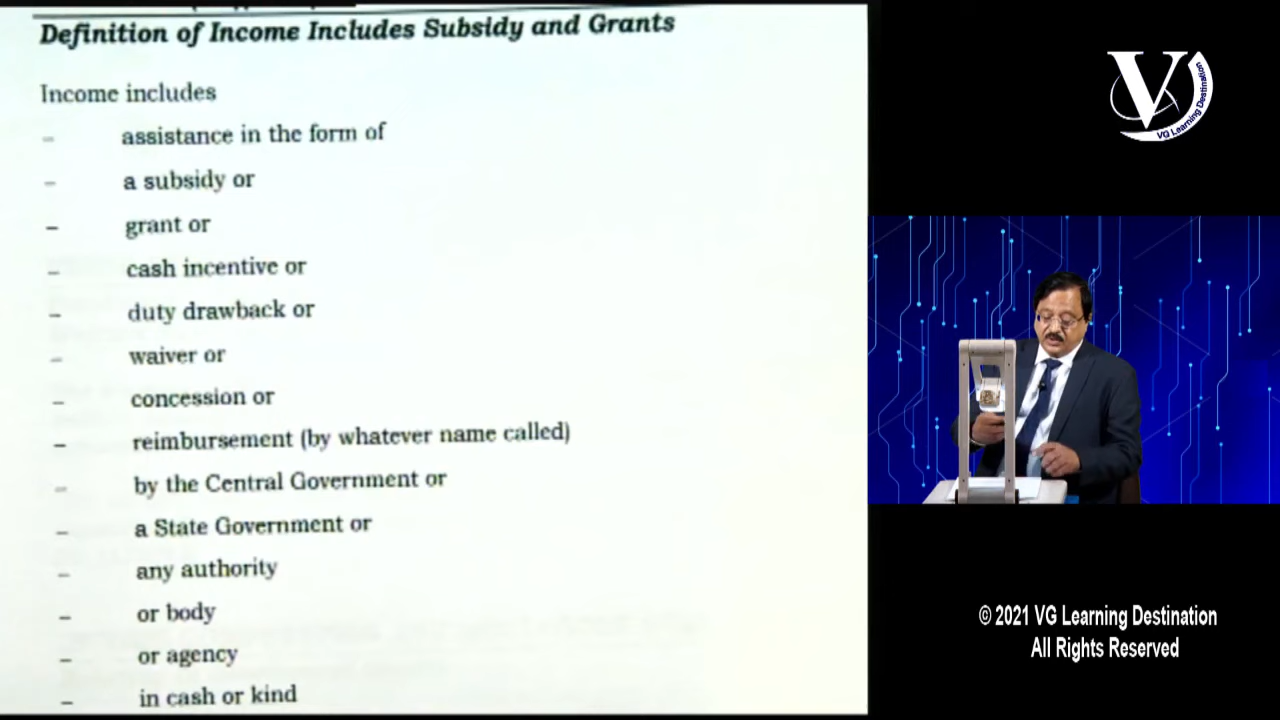 Definition of Income Includes Subsidy and Grants
Income includes
- assistance in the form of
- a subsidy or
- grant or
- cash incentive or
- duty drawback or
- waiver or
- concession or
- reimbursement (by whatever name called)
- by the Central Government or
- a State Government or
- any authority
- or body
- or agency
- in cash or kind
V
VG Learning Destination
© 2021 VG Learning Destination
All Rights Reserved